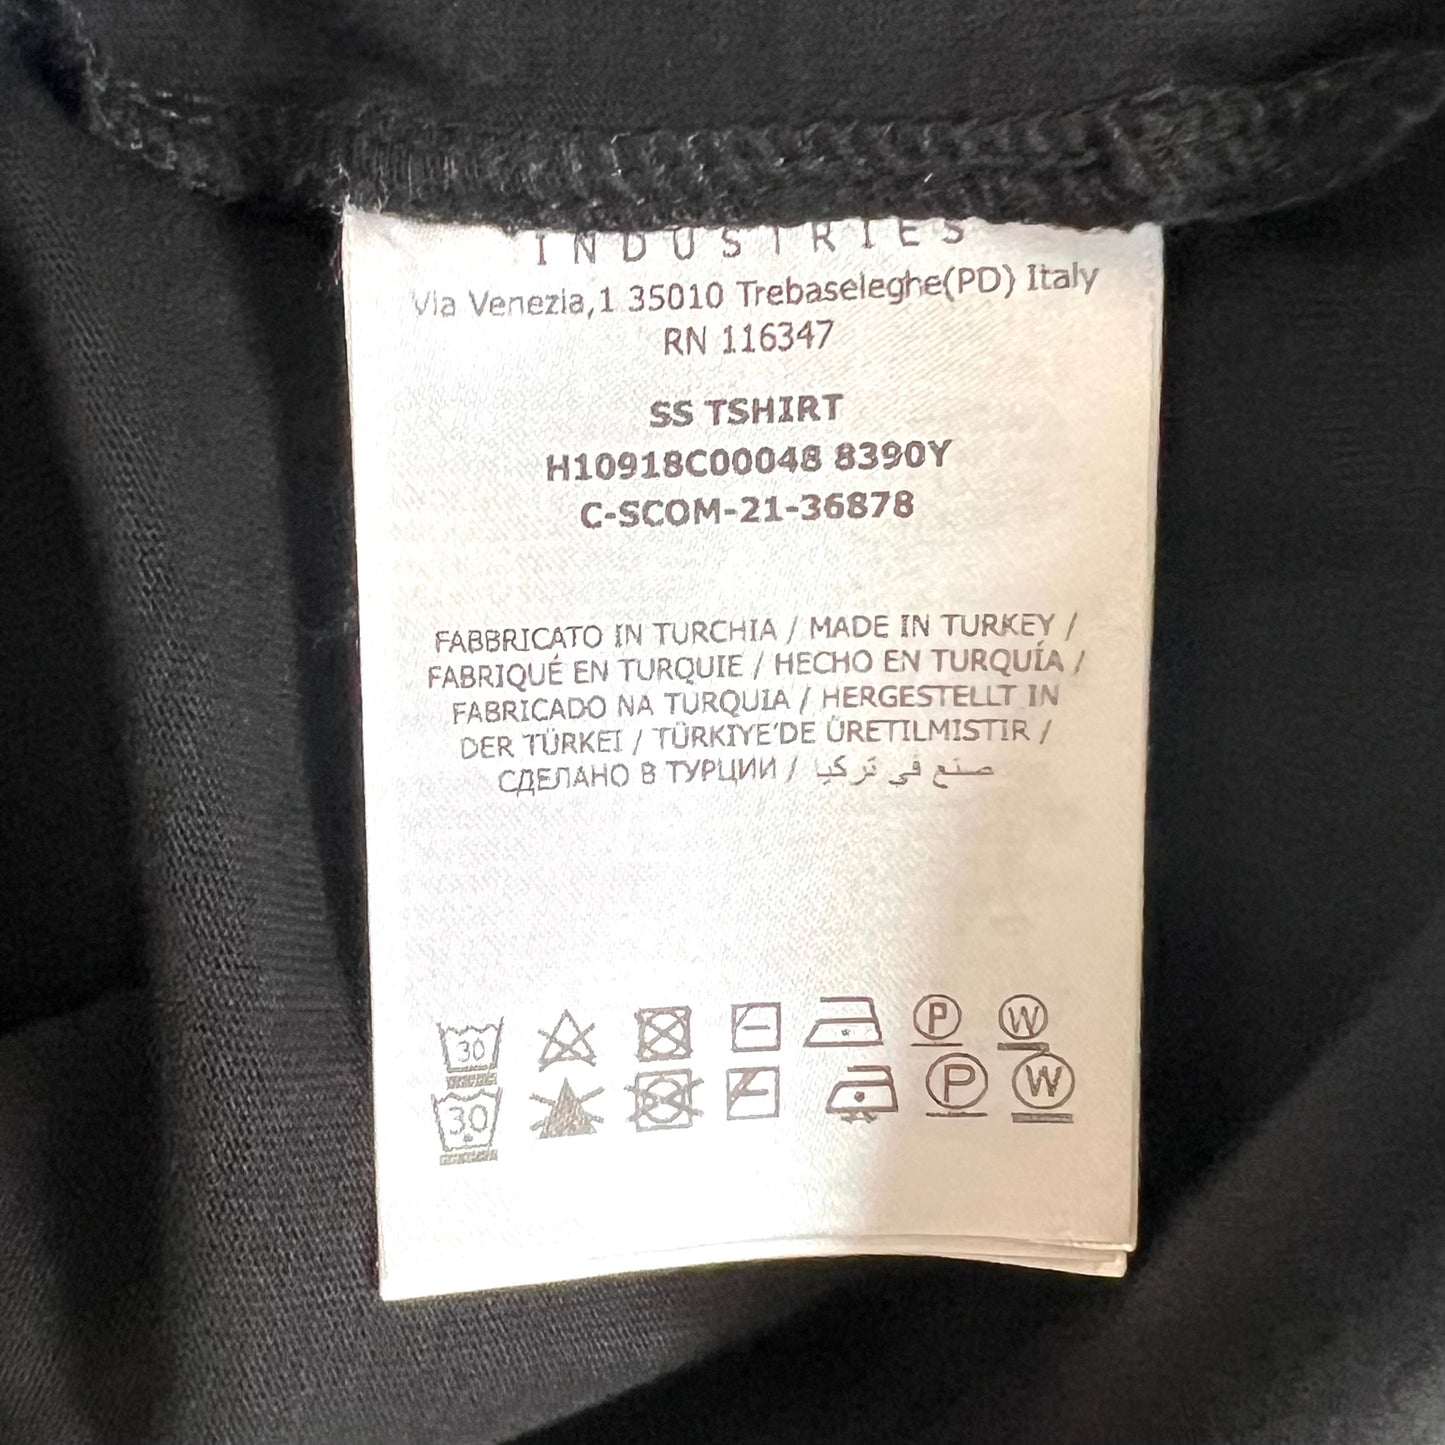 INDUSTRIES
Via Venezia,1 35010 Trebaseleghe(PD) Italy
RN 116347
SS TSHIRT
H10918C00048 8390Y
C-SCOM-21-36878
FABBRICATO IN TURCHIA / MADE IN TURKEY /
FABRIQUÉ EN TURQUIE / HECHO EN TURQUÍA /
FABRICADO NA TURQUIA / HERGESTELLT IN
DER TÜRKEI / TÜRKIYE'DE ÜRETILMISTIR /
СДЕЛАНО В ТУРЦИИ / صنع في تركيا
30 P W
30 P W